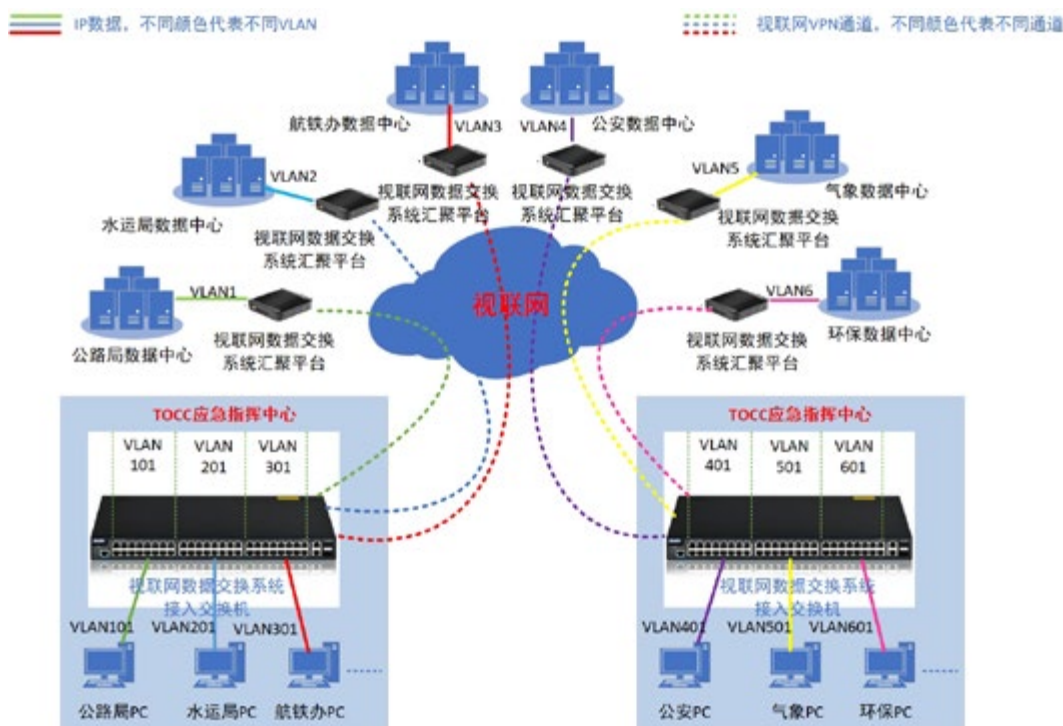 IP数据，不同颜色代表不同VLAN
视联网VPN通道，不同颜色代表不同通道
航铁办数据中心
VLAN3
VLAN4
公安数据中心
VLAN2
视联网数据交换
系统汇聚平台
视联网数据交换
系统汇聚平台
VLAN5
气象数据中心
水运局数据中心
视联网数据交换
系统汇聚平台
视联网数据交换
系统汇聚平台
VLAN1
视联网
VLAN6
公路局数据中心
视联网数据交换
系统汇聚平台
视联网数据交换
系统汇聚平台
环保数据中心
TOCC应急指挥中心
VLAN
101
VLAN
201
VLAN
301
视联网数据交换系统
接入交换机
VLAN101
VLAN201
VLAN301
公路局PC
水运局PC
航铁办PC
TOCC应急指挥中心
VLAN
401
VLAN
501
VLAN
601
视联网数据交换系统
接入交换机
VLAN401
VLAN501
VLAN601
公安PC
气象PC
环保PC